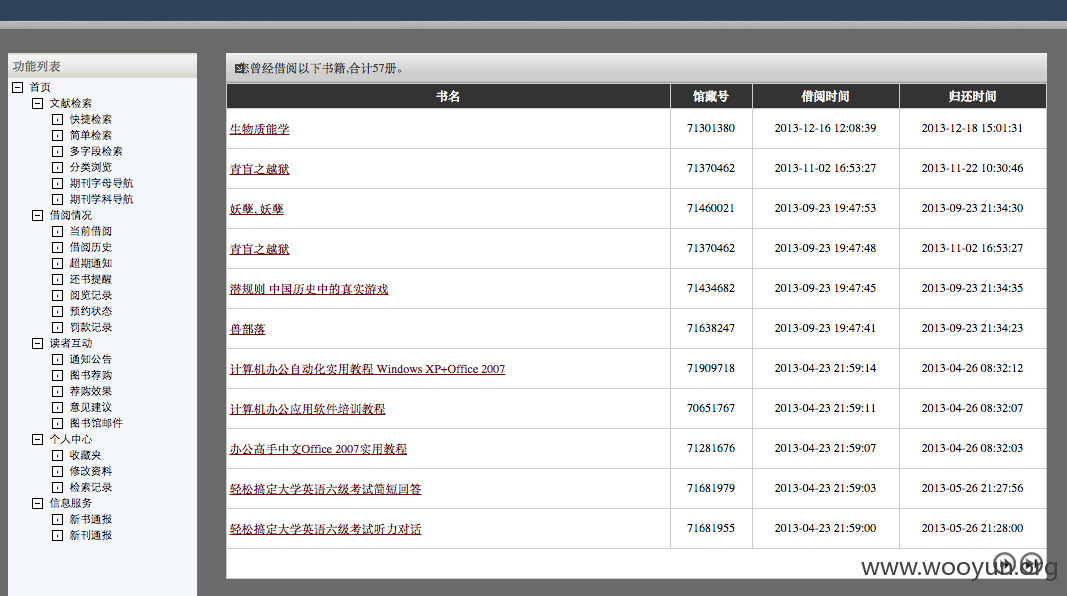 功能列表
首页
文献检索
快捷检索
简单检索
多字段检索
分类浏览
期刊字母导航
期刊学科导航
借阅情况
当前借阅
借阅历史
超期通知
还书提醒
阅览记录
预约状态
罚款记录
读者互动
通知公告
图书荐购
荐购效果
意见建议
图书馆邮件
个人中心
收藏夹
修改资料
检索记录
信息服务
新书通报
新刊通报
您曾经借阅以下书籍,合计57册。
书名 馆藏号 借阅时间 归还时间
生物质能学 71301380 2013-12-16 12:08:39 2013-12-18 15:01:31
青盲之越狱 71370462 2013-11-02 16:53:27 2013-11-22 10:30:46
妖孽,妖孽 71460021 2013-09-23 19:47:53 2013-09-23 21:34:30
青盲之越狱 71370462 2013-09-23 19:47:48 2013-11-02 16:53:27
潜规则 中国历史中的真实游戏 71434682 2013-09-23 19:47:45 2013-09-23 21:34:35
兽部落 71638247 2013-09-23 19:47:41 2013-09-23 21:34:23
计算机办公自动化实用教程 Windows XP+Office 2007 71909718 2013-04-23 21:59:14 2013-04-26 08:32:12
计算机办公应用软件培训教程 70651767 2013-04-23 21:59:11 2013-04-26 08:32:07
办公高手中文Office 2007实用教程 71281676 2013-04-23 21:59:07 2013-04-26 08:32:03
轻松搞定大学英语六级考试简短回答 71681979 2013-04-23 21:59:03 2013-05-26 21:27:56
轻松搞定大学英语六级考试听力对话 71681955 2013-04-23 21:59:00 2013-05-26 21:28:00
www.wooyun.org